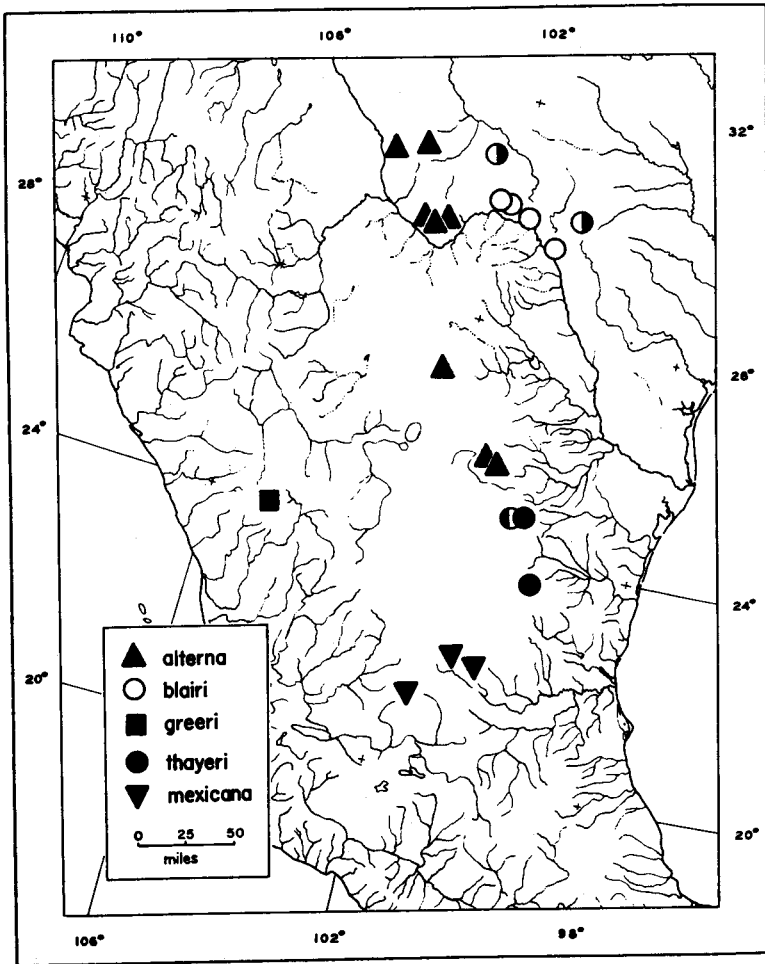 110° 106° 102°
32°
28°
28°
24°
24°
20°
20°
alterna
blairi
greeri
thayeri
mexicana
0 25 50
miles
106° 102° 98°